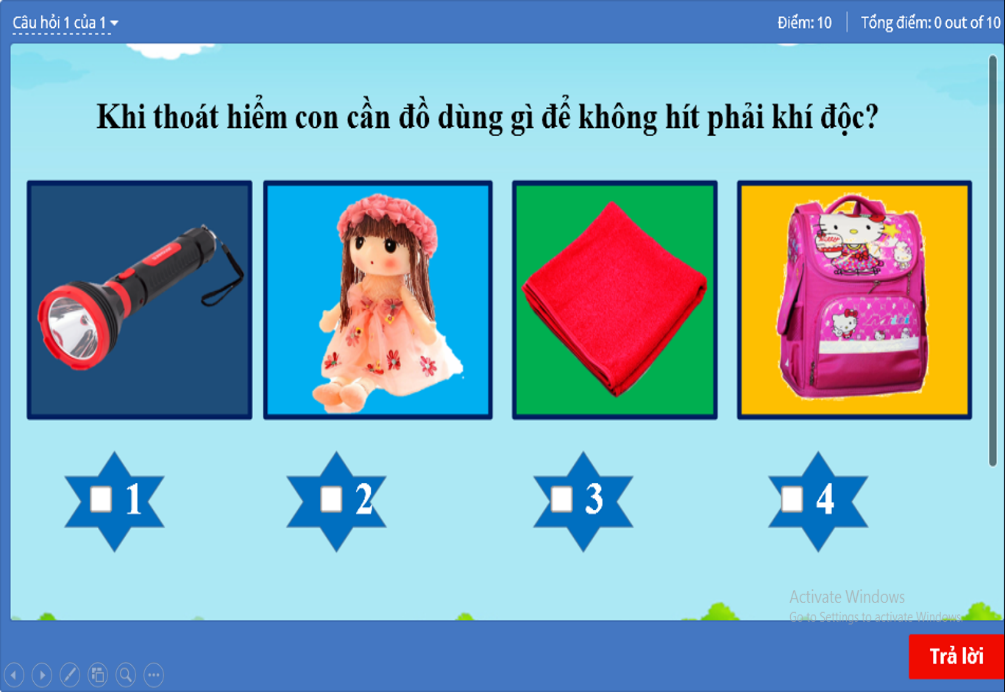 Câu hỏi 1 của 1
Điểm: 10
Tổng điểm: 0 out of 10
Khi thoát hiểm con cần đồ dùng gì để không hít phải khí độc?
1
2
3
4
Activate Windows
Go to Settings to activate Windows.
Trả lời